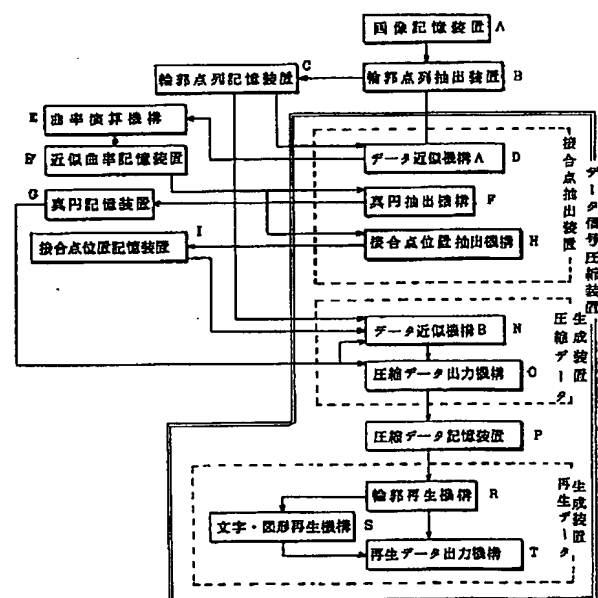 画像記憶装置 A
C
輪郭点列記憶装置
輪郭点列抽出装置 B
E 曲率演算機構
F' 近似曲率記憶装置
データ近似機構A D
G 真円記憶装置
真円抽出機構 F
I
接合点位置記憶装置
接合点位置抽出機構 H
接合点抽出装置
データ信号圧縮装置
データ近似機構B N
圧縮データ出力機構 O
圧縮データ
生成装置
圧縮データ記憶装置 P
輪郭再生機構 R
文字・図形再生機構 S
再生データ出力機構 T
再生データ
生成装置